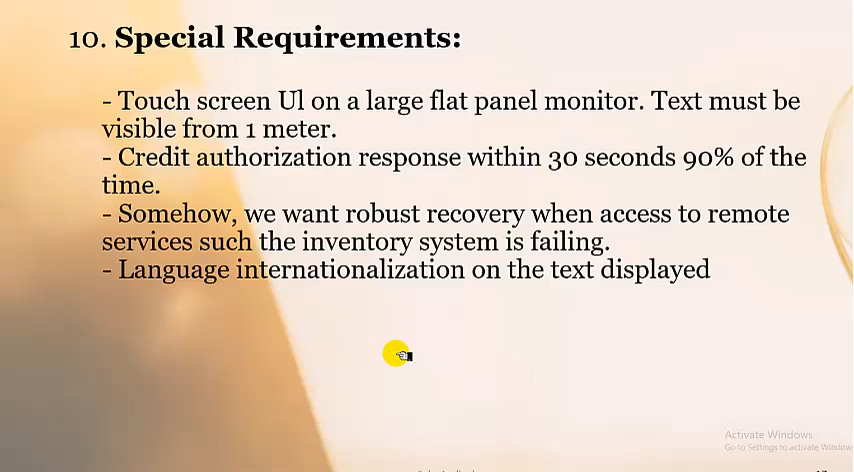 10. Special Requirements:
- Touch screen Ul on a large flat panel monitor. Text must be
visible from 1 meter.
- Credit authorization response within 30 seconds 90% of the
time.
- Somehow, we want robust recovery when access to remote
services such the inventory system is failing.
- Language internationalization on the text displayed
Activate Windows
Go to Settings to activate Windows